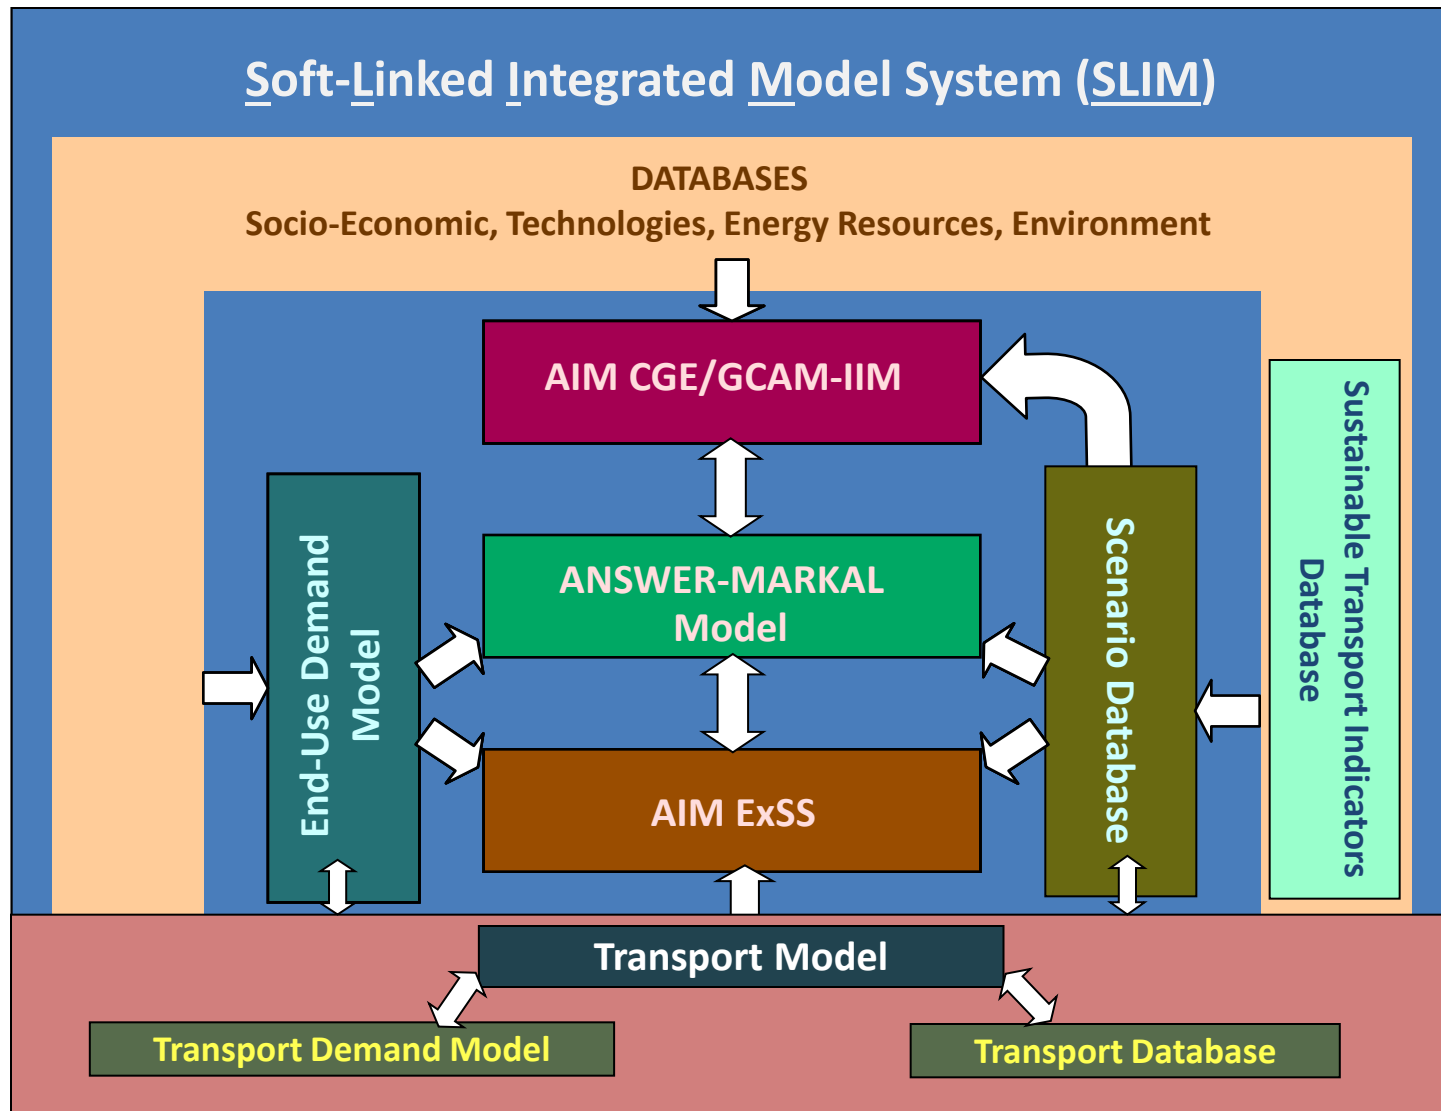 Soft-Linked Integrated Model System (SLIM)
DATABASES
Socio-Economic, Technologies, Energy Resources, Environment
AIM CGE/GCAM-IIM
End-Use Demand
Model
ANSWER-MARKAL
Model
AIM ExSS
Scenario Database
Sustainable Transport Indicators
Database
Transport Model
Transport Demand Model
Transport Database